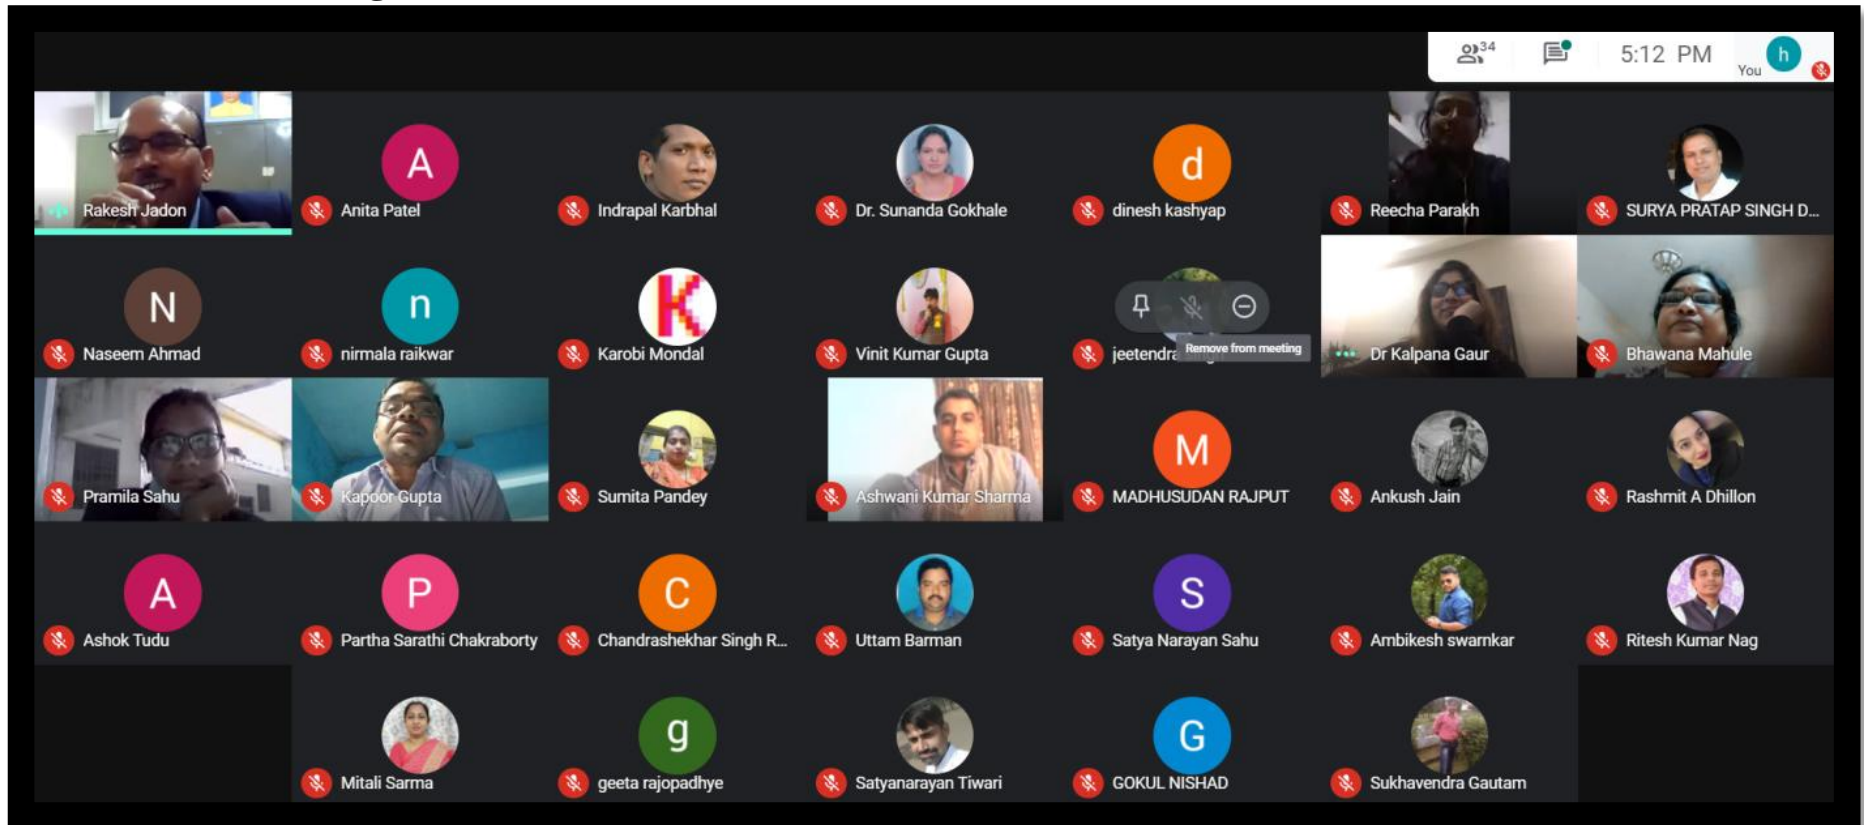 34
5:12 PM
You
h
Rakesh Jadon
A
Anita Patel
Indrapal Karbhal
Dr. Sunanda Gokhale
d
dinesh kashyap
Reecha Parakh
SURYA PRATAP SINGH D...
N
Naseem Ahmad
n
nirmala raikwar
K
Karobi Mondal
Vinit Kumar Gupta
jeetendra
Remove from meeting
Dr Kalpana Gaur
Bhawana Mahule
Pramila Sahu
Kapoor Gupta
Sumita Pandey
Ashwani Kumar Sharma
M
MADHUSUDAN RAJPUT
Ankush Jain
Rashmit A Dhillon
A
Ashok Tudu
P
Partha Sarathi Chakraborty
C
Chandrashekhar Singh R...
Uttam Barman
S
Satya Narayan Sahu
Ambikesh swarnkar
Ritesh Kumar Nag
Mitali Sarma
g
geeta rajopadhye
Satyanarayan Tiwari
G
GOKUL NISHAD
Sukhavendra Gautam